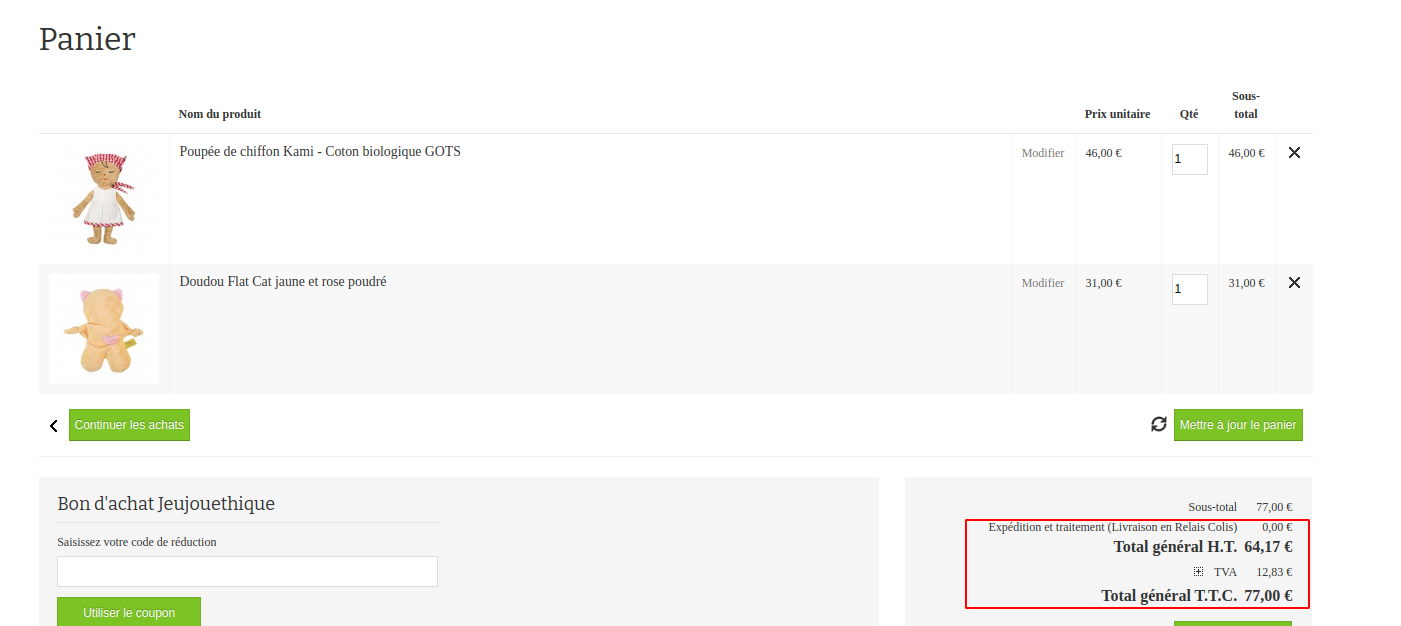 Panier
Nom du produit Prix unitaire Qté Sous-
total
Poupée de chiffon Kami - Coton biologique GOTS Modifier 46,00 € 1 46,00 €
Doudou Flat Cat jaune et rose poudré Modifier 31,00 € 1 31,00 €
Continuer les achats Mettre à jour le panier
Bon d'achat Jeujouethique
Saisissez votre code de réduction
Utiliser le coupon
Sous-total 77,00 €
Expédition et traitement (Livraison en Relais Colis) 0,00 €
Total général H.T. 64,17 €
TVA 12,83 €
Total général T.T.C. 77,00 €